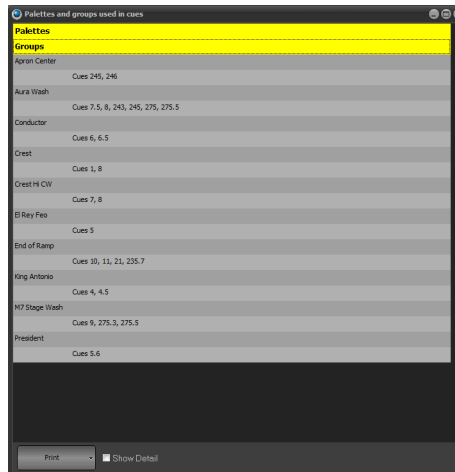 Palettes and groups used in cues
Palettes
Groups
Apron Center
Cues 245, 246
Aura Wash
Cues 7.5, 8, 243, 245, 275, 275.5
Conductor
Cues 6, 6.5
Crest
Cues 1, 8
Crest Hi CW
Cues 7, 8
El Rey Feo
Cues 5
End of Ramp
Cues 10, 11, 21, 235.7
King Antonio
Cues 4, 4.5
M7 Stage Wash
Cues 9, 275.3, 275.5
President
Cues 5.6
Print
Show Detail